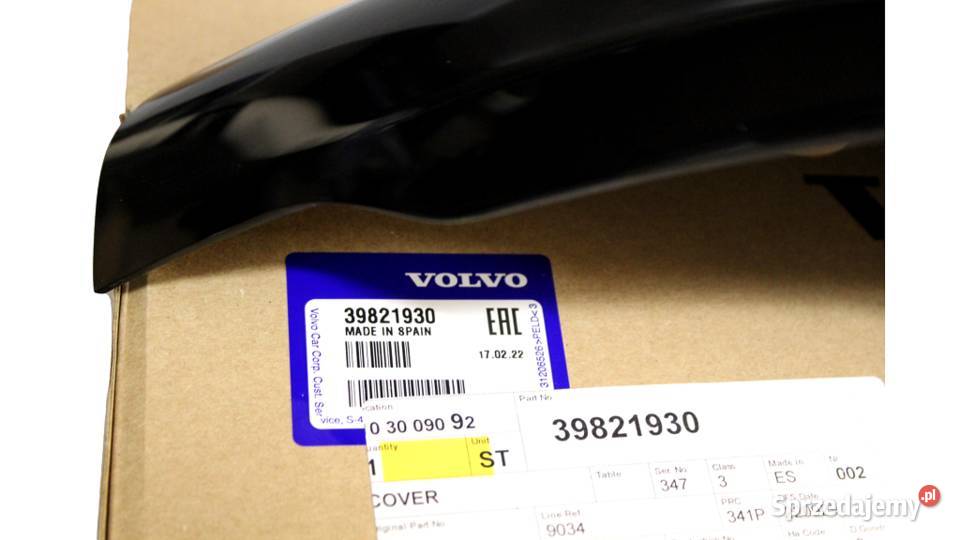 VOLVO
39821930
MADE IN SPAIN
EAC
17.02.22
Volvo Car Corp. Cust. Ser
vice, S-4
31206526 >PELD<3
Part No
0 30 090 92
39821930
Unit
1
ST
COVER
Table
Ser. No
347
Class
3
Made in
ES
Nr
002
Line Ref.
9034
PRC
341P
Date
Sprzedajemy.pl